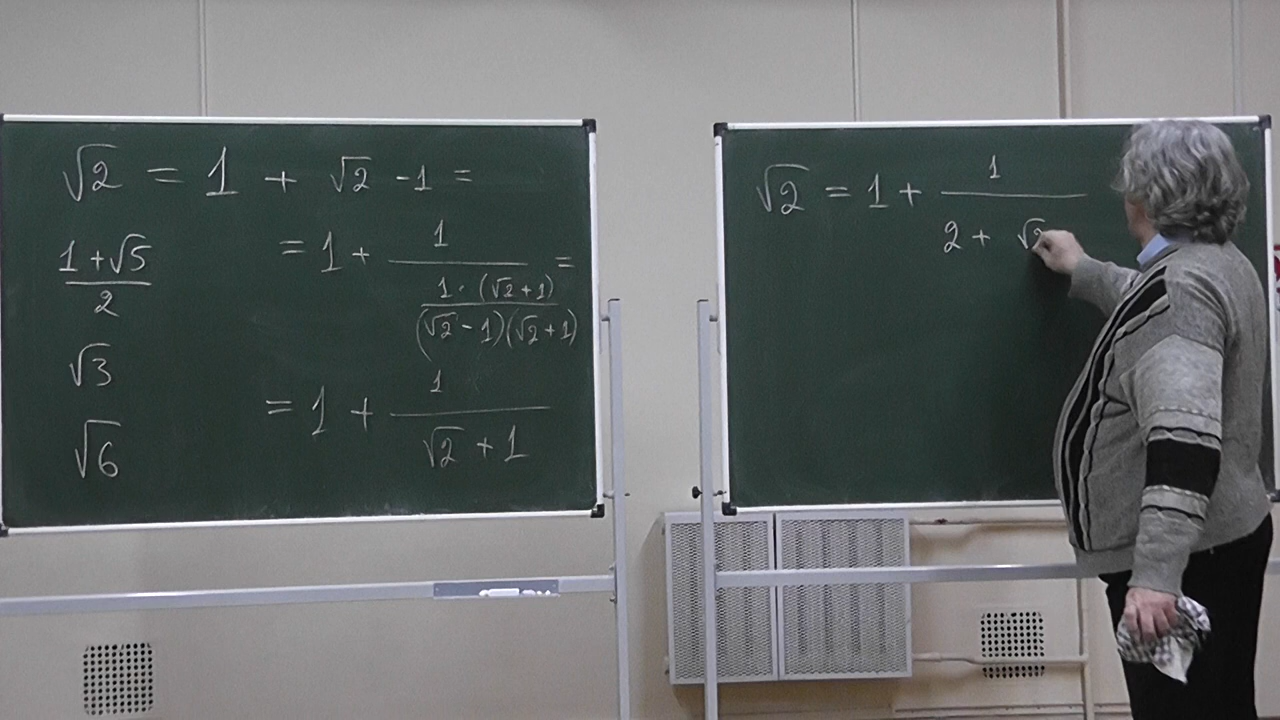 √2 = 1 + √2 - 1 =
= 1 + 1 / (1 · (√2 + 1) / (√2 - 1)(√2 + 1)) =
(1 + √5) / 2
√3
= 1 + 1 / (√2 + 1)
√6
√2 = 1 + 1 / (2 + √2